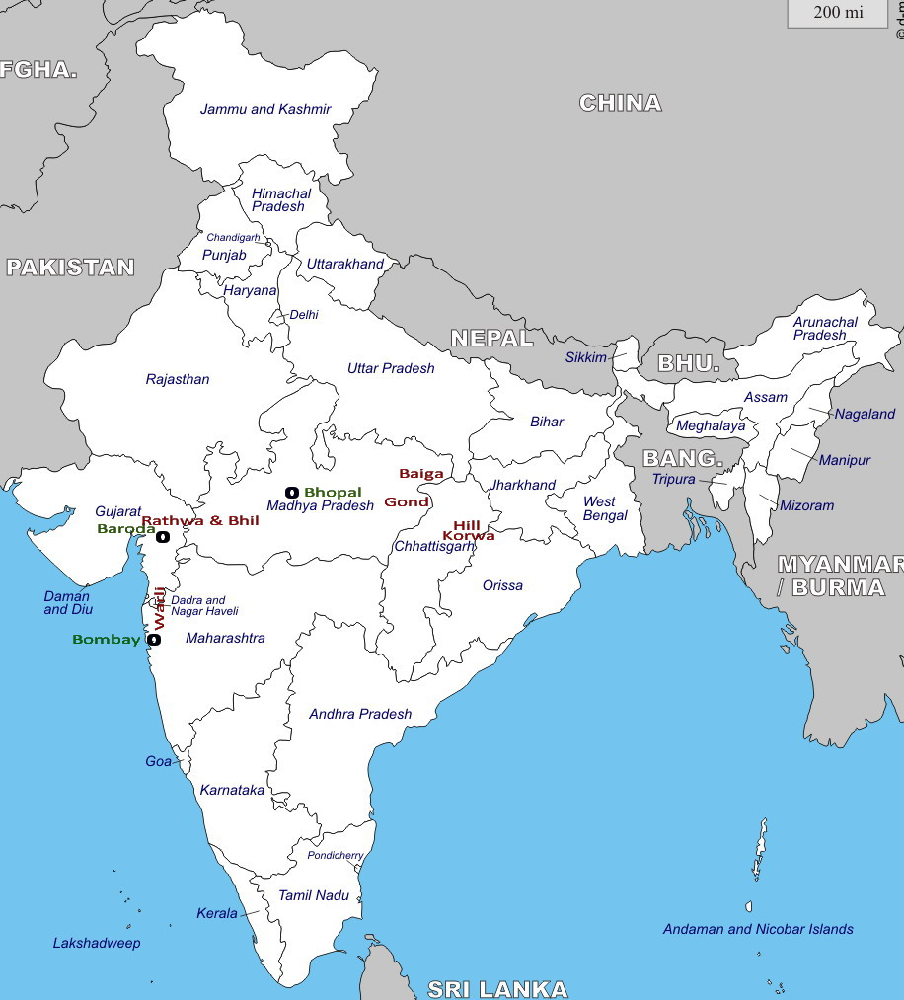 200 mi
© d-m
FGHA.
CHINA
Jammu and Kashmir
Himachal
Pradesh
Chandigarh
Punjab
PAKISTAN
Uttarakhand
Haryana
Delhi
NEPAL
Sikkim
BHU.
Arunachal
Pradesh
Rajasthan
Uttar Pradesh
Assam
Nagaland
Bihar
Meghalaya
BANG.
Manipur
Tripura
Mizoram
Baiga
Jharkhand
Bhopal
Madhya Pradesh
Gond
West
Bengal
Gujarat
Rathwa & Bhil
Baroda
Hill
Korwa
Chhattisgarh
MYANMAR
/ BURMA
Orissa
Daman
and Diu
Warli
Dadra and
Nagar Haveli
Bombay
Maharashtra
Andhra Pradesh
Goa
Karnataka
Pondicherry
Tamil Nadu
Kerala
Lakshadweep
Andaman and Nicobar Islands
SRI LANKA